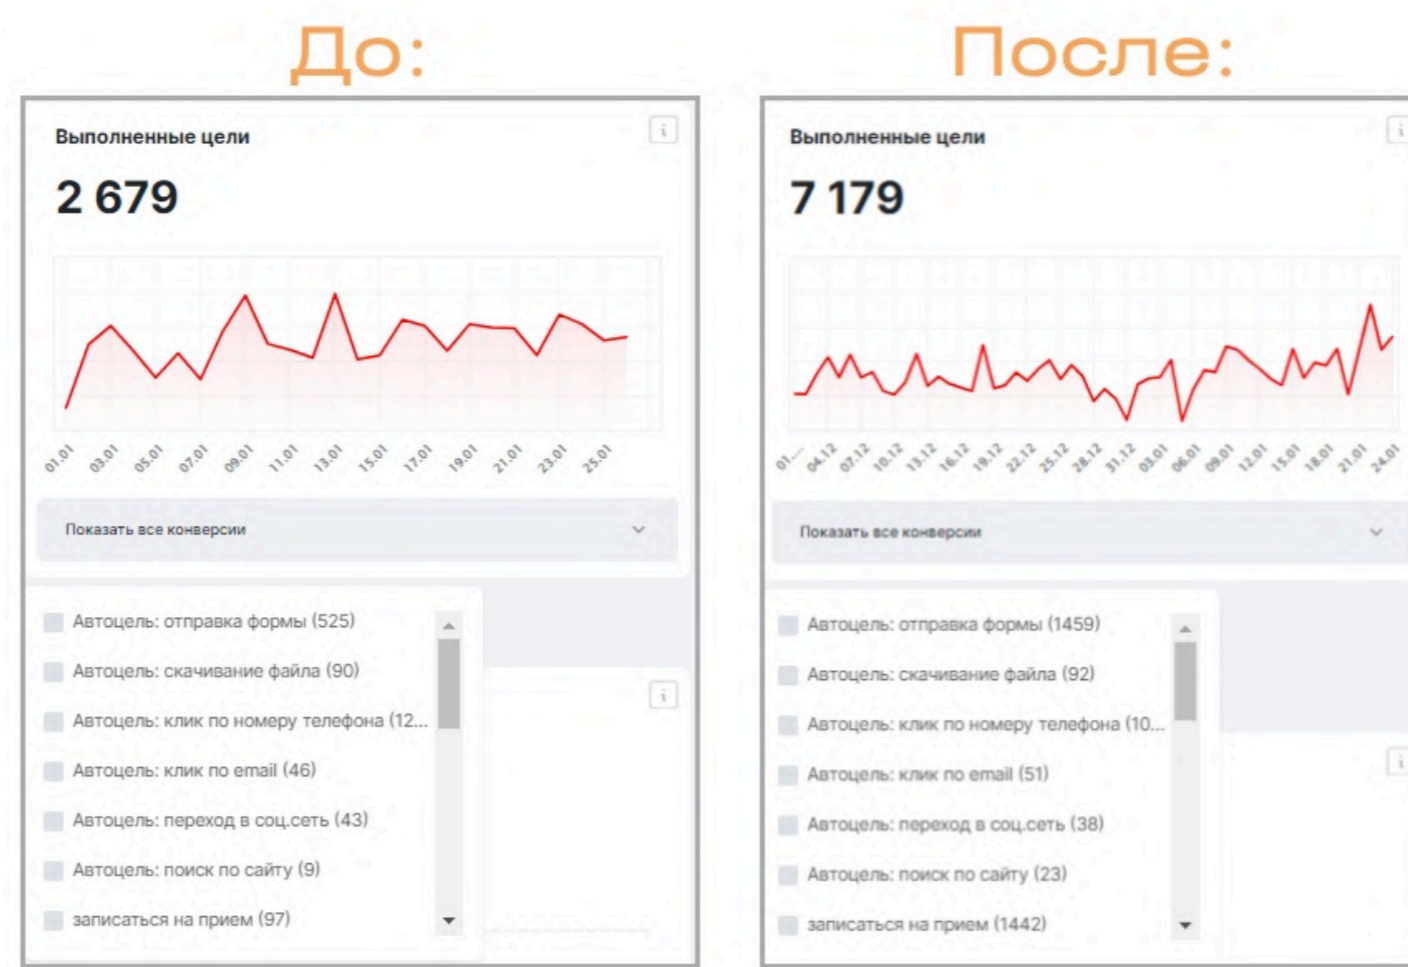 До:
Выполненные цели
2 679
01.01 03.01 05.01 07.01 09.01 11.01 13.01 15.01 17.01 19.01 21.01 23.01 25.01
Показать все конверсии
Автоцель: отправка формы (525)
Автоцель: скачивание файла (90)
Автоцель: клик по номеру телефона (12...
Автоцель: клик по email (46)
Автоцель: переход в соц.сеть (43)
Автоцель: поиск по сайту (9)
записаться на прием (97)
После:
Выполненные цели
7 179
01.... 04.12 07.12 10.12 13.12 16.12 19.12 22.12 25.12 28.12 31.12 03.01 06.01 09.01 12.01 15.01 18.01 21.01 24.01
Показать все конверсии
Автоцель: отправка формы (1459)
Автоцель: скачивание файла (92)
Автоцель: клик по номеру телефона (10...
Автоцель: клик по email (51)
Автоцель: переход в соц.сеть (38)
Автоцель: поиск по сайту (23)
записаться на прием (1442)